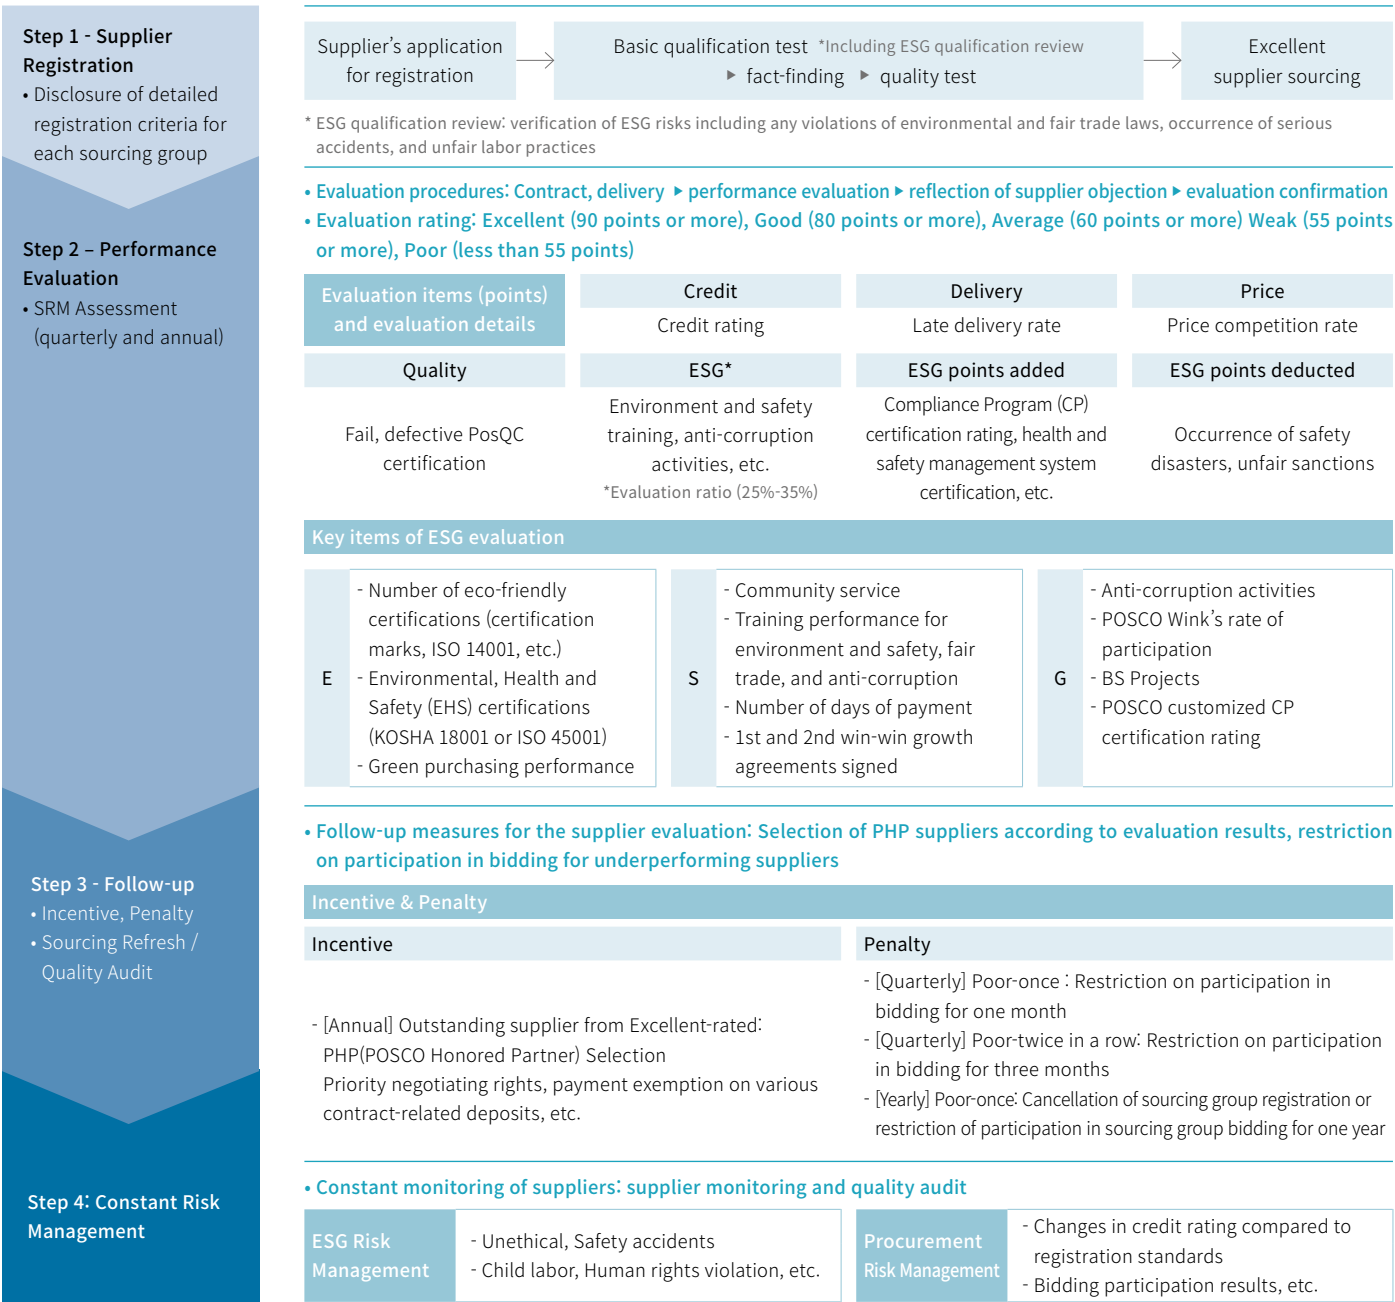 Step 1 - Supplier
Registration
• Disclosure of detailed
registration criteria for
each sourcing group
Supplier's application
for registration
Basic qualification test *Including ESG qualification review
▶ fact-finding ▶ quality test
Excellent
supplier sourcing
* ESG qualification review: verification of ESG risks including any violations of environmental and fair trade laws, occurrence of serious
accidents, and unfair labor practices
Step 2 – Performance
Evaluation
• SRM Assessment
(quarterly and annual)
• Evaluation procedures: Contract, delivery ▶ performance evaluation ▶ reflection of supplier objection ▶ evaluation confirmation
• Evaluation rating: Excellent (90 points or more), Good (80 points or more), Average (60 points or more) Weak (55 points
or more), Poor (less than 55 points)
Evaluation items (points)
and evaluation details
Credit
Credit rating
Delivery
Late delivery rate
Price
Price competition rate
Quality
Fail, defective PosQC
certification
ESG*
Environment and safety
training, anti-corruption
activities, etc.
*Evaluation ratio (25%-35%)
ESG points added
Compliance Program (CP)
certification rating, health and
safety management system
certification, etc.
ESG points deducted
Occurrence of safety
disasters, unfair sanctions
Key items of ESG evaluation
E
- Number of eco-friendly
certifications (certification
marks, ISO 14001, etc.)
- Environmental, Health and
Safety (EHS) certifications
(KOSHA 18001 or ISO 45001)
- Green purchasing performance
S
- Community service
- Training performance for
environment and safety, fair
trade, and anti-corruption
- Number of days of payment
- 1st and 2nd win-win growth
agreements signed
G
- Anti-corruption activities
- POSCO Wink's rate of
participation
- BS Projects
- POSCO customized CP
certification rating
Step 3 - Follow-up
• Incentive, Penalty
• Sourcing Refresh /
Quality Audit
• Follow-up measures for the supplier evaluation: Selection of PHP suppliers according to evaluation results, restriction
on participation in bidding for underperforming suppliers
Incentive & Penalty
Incentive
- [Annual] Outstanding supplier from Excellent-rated:
PHP(POSCO Honored Partner) Selection
Priority negotiating rights, payment exemption on various
contract-related deposits, etc.
Penalty
- [Quarterly] Poor-once : Restriction on participation in
bidding for one month
- [Quarterly] Poor-twice in a row: Restriction on participation
in bidding for three months
- [Yearly] Poor-once: Cancellation of sourcing group registration or
restriction of participation in sourcing group bidding for one year
Step 4: Constant Risk
Management
• Constant monitoring of suppliers: supplier monitoring and quality audit
ESG Risk
Management
- Unethical, Safety accidents
- Child labor, Human rights violation, etc.
Procurement
Risk Management
- Changes in credit rating compared to
registration standards
- Bidding participation results, etc.